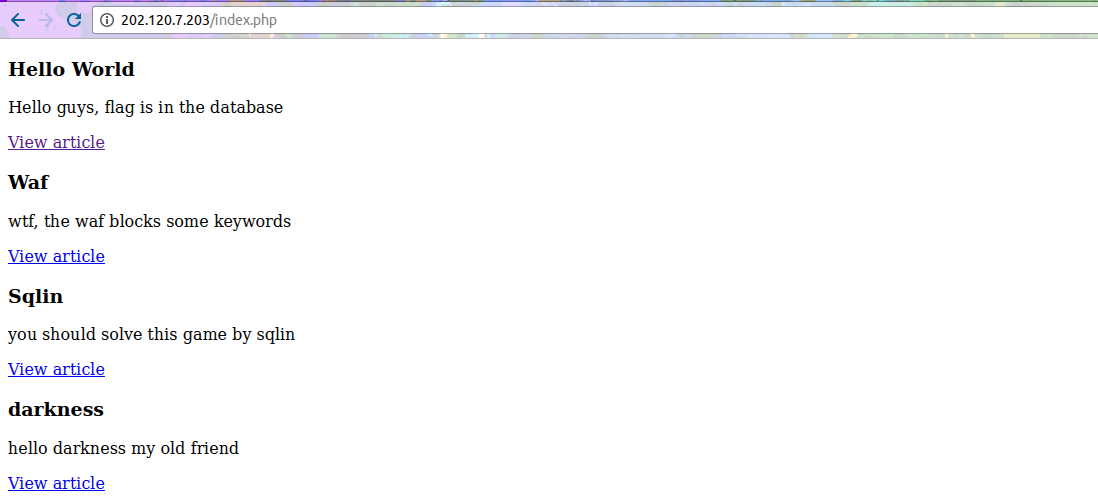 202.120.7.203/index.php
Hello World
Hello guys, flag is in the database
View article
Waf
wtf, the waf blocks some keywords
View article
Sqlin
you should solve this game by sqlin
View article
darkness
hello darkness my old friend
View article